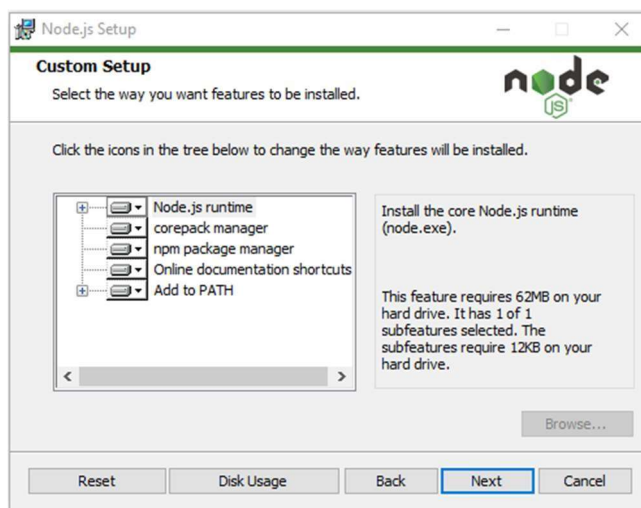 Node.js Setup
Custom Setup
Select the way you want features to be installed.
node
JS
Click the icons in the tree below to change the way features will be installed.
Node.js runtime
corepack manager
npm package manager
Online documentation shortcuts
Add to PATH
Install the core Node.js runtime
(node.exe).
This feature requires 62MB on your
hard drive. It has 1 of 1
subfeatures selected. The
subfeatures require 12KB on your
hard drive.
Browse...
Reset
Disk Usage
Back
Next
Cancel